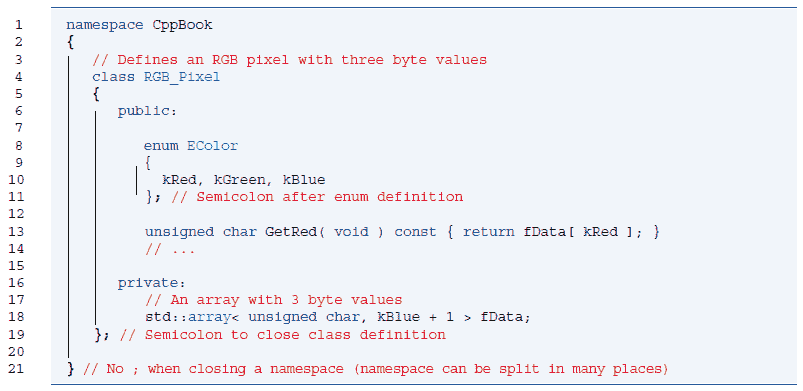 1 namespace CppBook
2 {
3 // Defines an RGB pixel with three byte values
4 class RGB_Pixel
5 {
6 public:
7
8 enum EColor
9 {
10 kRed, kGreen, kBlue
11 }; // Semicolon after enum definition
12
13 unsigned char GetRed( void ) const { return fData[ kRed ]; }
14 // ...
15
16 private:
17 // An array with 3 byte values
18 std::array< unsigned char, kBlue + 1 > fData;
19 }; // Semicolon to close class definition
20
21 } // No ; when closing a namespace (namespace can be split in many places)